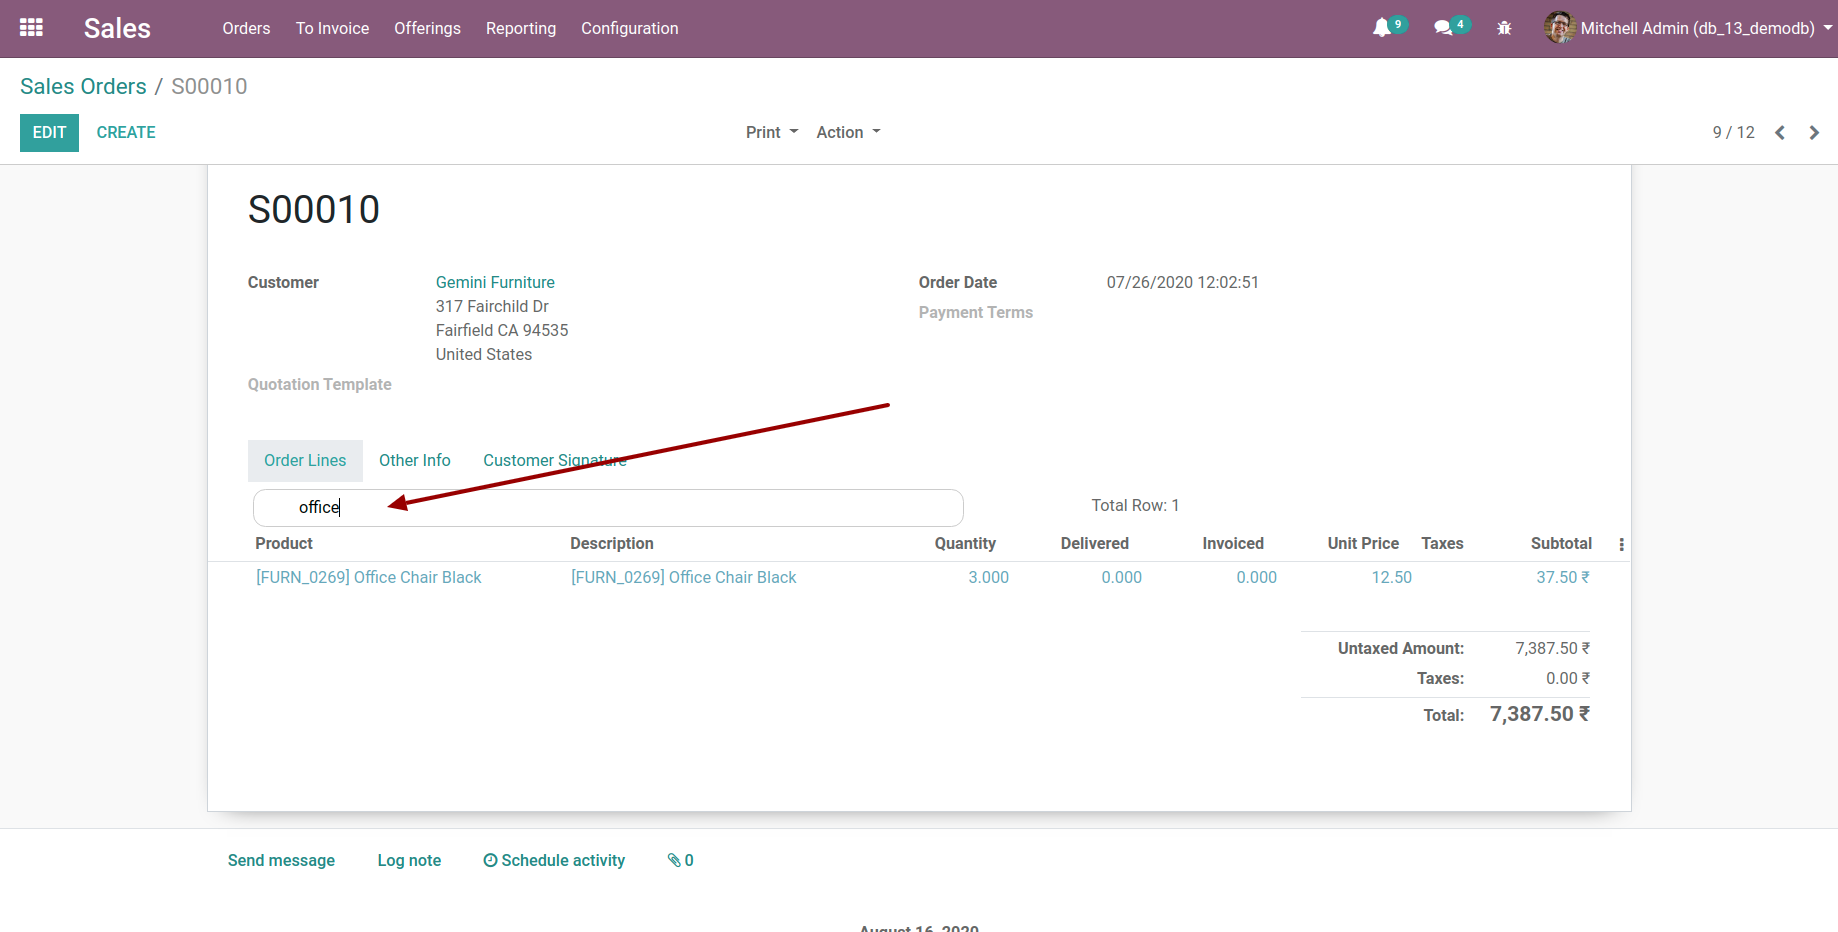 Sales Orders To Invoice Offerings Reporting Configuration 9 4 Mitchell Admin (db_13_demodb)
Sales Orders / S00010
EDIT CREATE Print Action 9 / 12
S00010
Customer Gemini Furniture Order Date 07/26/2020 12:02:51
317 Fairchild Dr Payment Terms
Fairfield CA 94535
United States
Quotation Template
Order Lines Other Info Customer Signature
office Total Row: 1
Product Description Quantity Delivered Invoiced Unit Price Taxes Subtotal
[FURN_0269] Office Chair Black [FURN_0269] Office Chair Black 3.000 0.000 0.000 12.50 37.50 ₹
Untaxed Amount: 7,387.50 ₹
Taxes: 0.00 ₹
Total: 7,387.50 ₹
Send message Log note Schedule activity 0
August 16, 2020